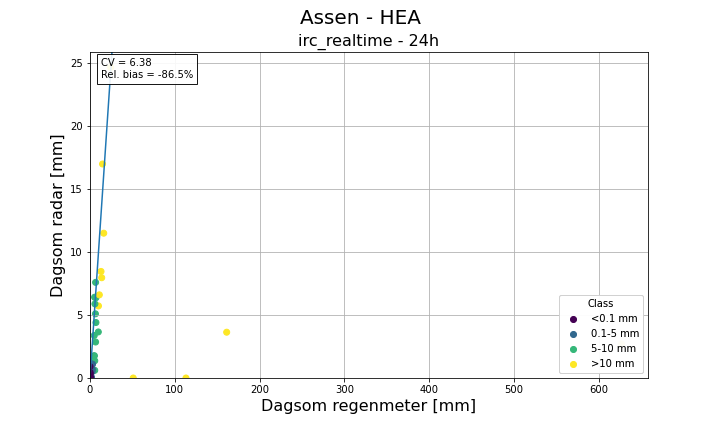 Assen - HEA
irc_realtime - 24h
CV = 6.38
Rel. bias = -86.5%
Dagsom radar [mm]
25
20
15
10
5
0
0 100 200 300 400 500 600
Dagsom regenmeter [mm]
Class
<0.1 mm
0.1-5 mm
5-10 mm
>10 mm